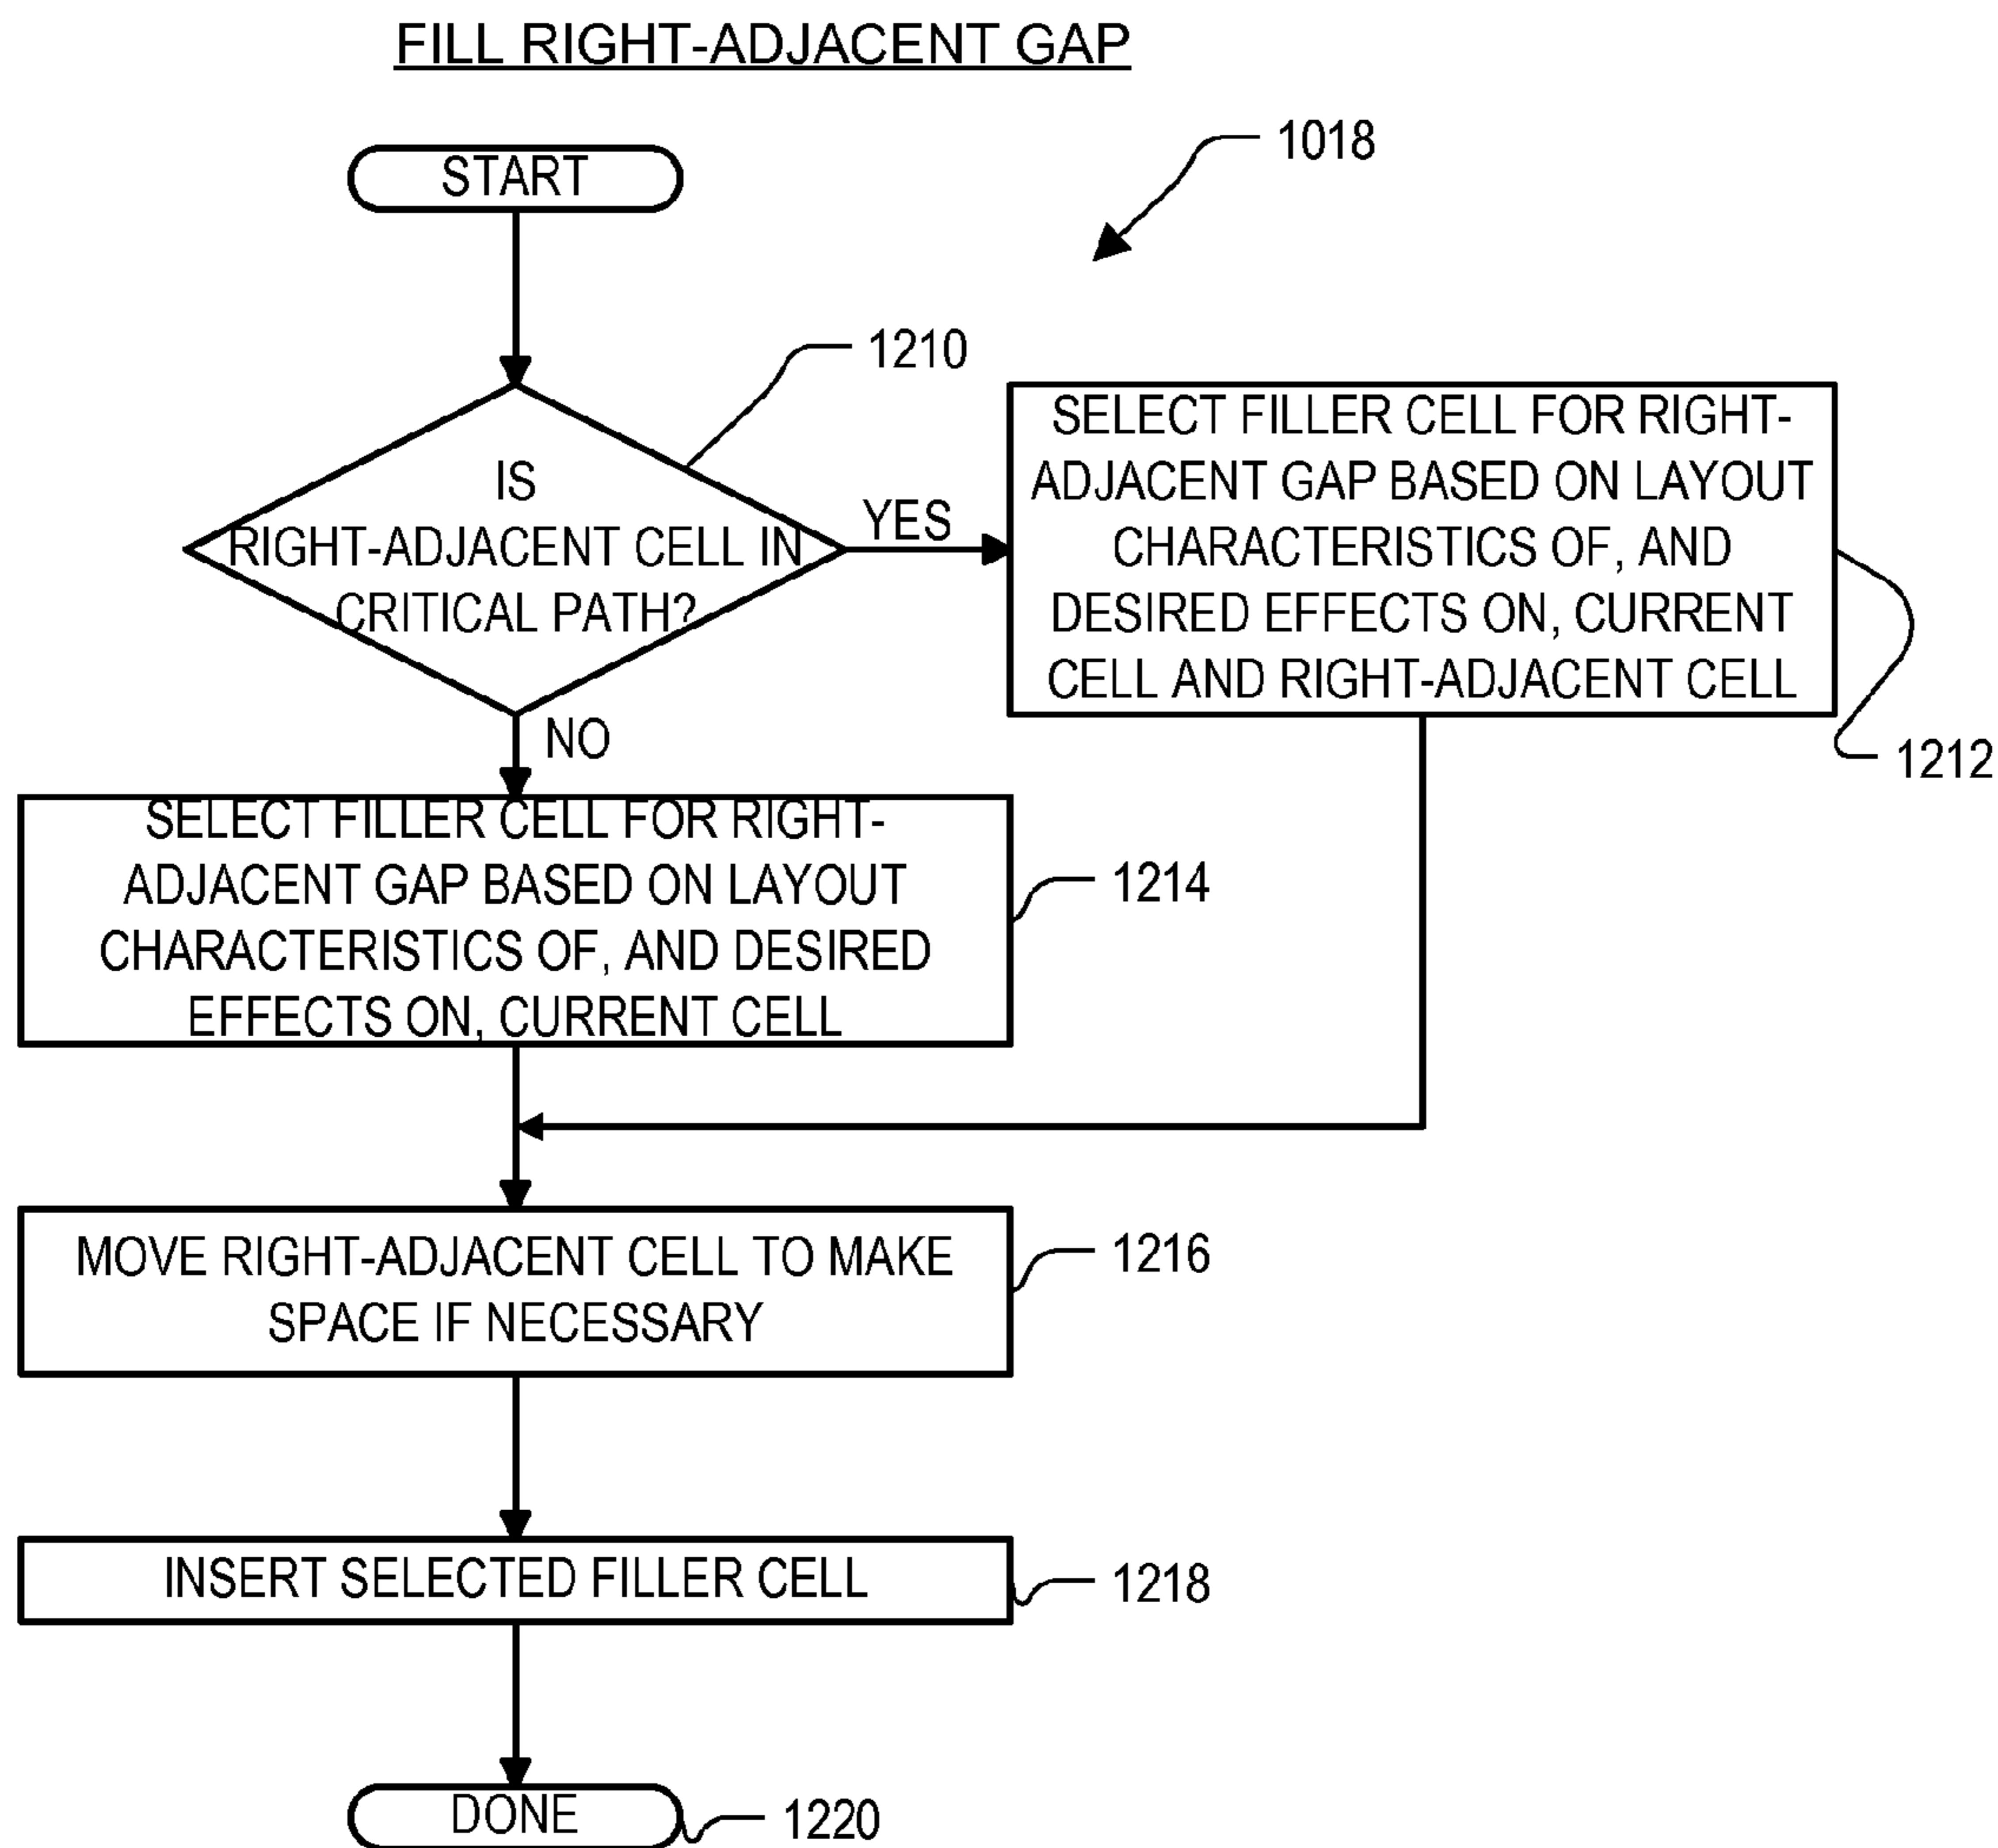 FILL RIGHT-ADJACENT GAP
1018
START
1210
IS
RIGHT-ADJACENT CELL IN
CRITICAL PATH?
YES
SELECT FILLER CELL FOR RIGHT-
ADJACENT GAP BASED ON LAYOUT
CHARACTERISTICS OF, AND
DESIRED EFFECTS ON, CURRENT
CELL AND RIGHT-ADJACENT CELL
1212
NO
SELECT FILLER CELL FOR RIGHT-
ADJACENT GAP BASED ON LAYOUT
CHARACTERISTICS OF, AND DESIRED
EFFECTS ON, CURRENT CELL
1214
MOVE RIGHT-ADJACENT CELL TO MAKE
SPACE IF NECESSARY
1216
INSERT SELECTED FILLER CELL
1218
DONE
1220